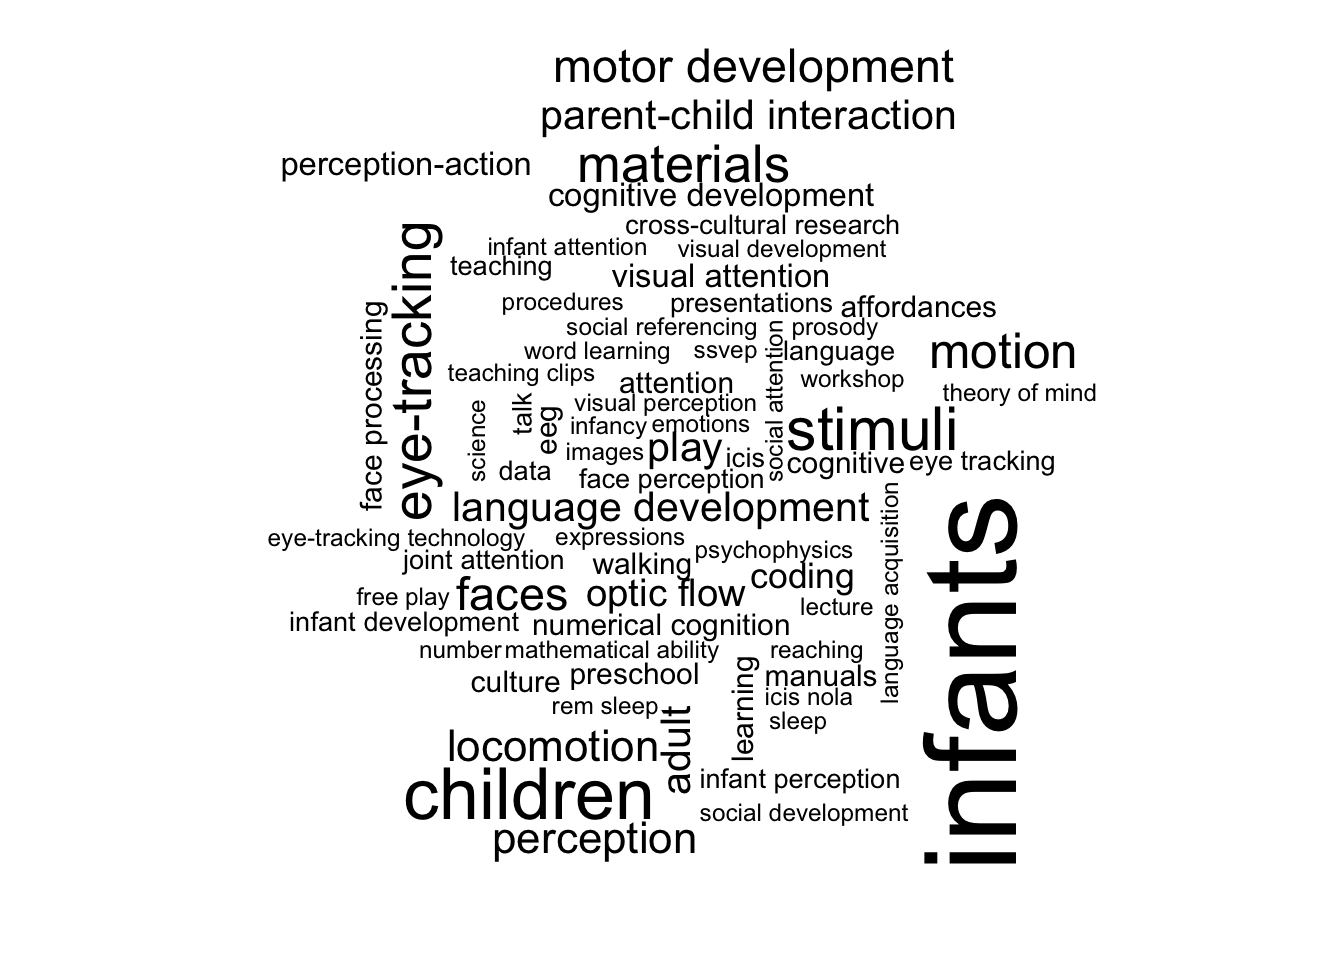 motor development
parent-child interaction
perception-action
materials
cognitive development
cross-cultural research
infant attention
visual development
teaching
visual attention
eye-tracking
face processing
procedures
presentations
affordances
social referencing
prosody
word learning
ssvep
social attention
language
motion
teaching clips
attention
workshop
theory of mind
science
talk
eeg
visual perception
infancy
emotions
stimuli
images
play
icis
cognitive
eye tracking
data
face perception
language development
language acquisition
infants
eye-tracking technology
expressions
psychophysics
joint attention
walking
coding
free play
faces
optic flow
lecture
infant development
numerical cognition
number
mathematical ability
reaching
culture
preschool
learning
manuals
icis nola
rem sleep
sleep
adult
locomotion
children
infant perception
social development
perception